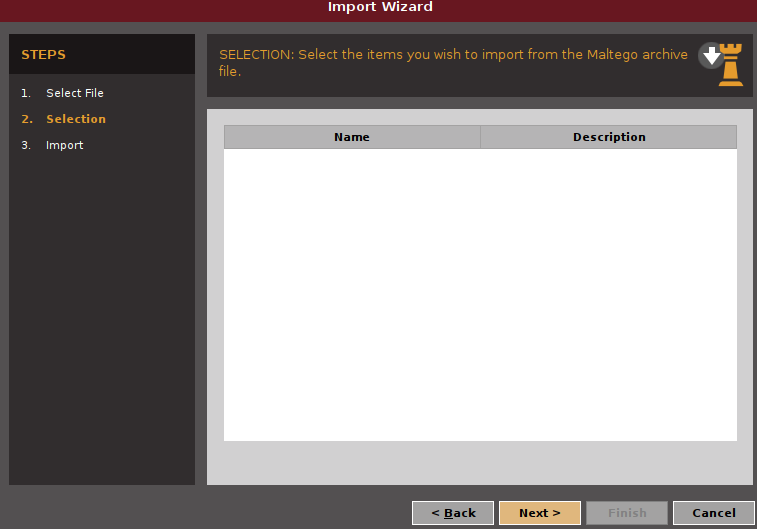 Import Wizard
STEPS
1. Select File
2. Selection
3. Import
SELECTION: Select the items you wish to import from the Maltego archive
file.
Name Description
< Back Next > Finish Cancel